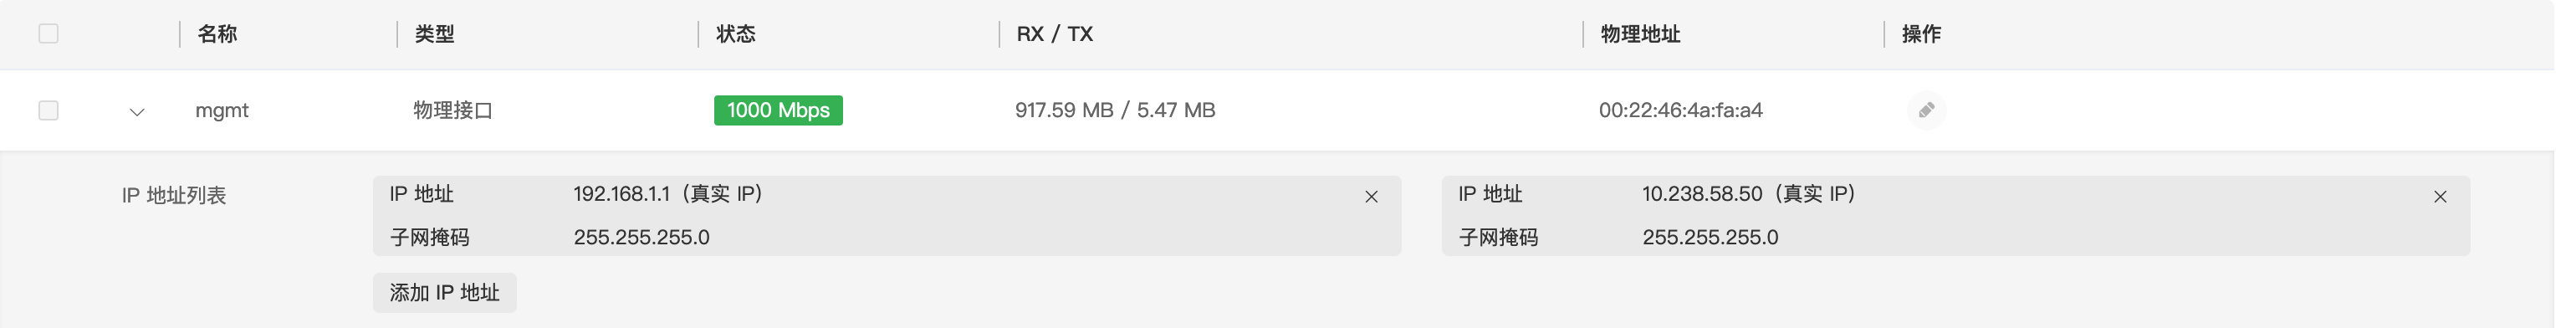 名称 类型 状态 RX / TX 物理地址 操作
mgmt 物理接口 1000 Mbps 917.59 MB / 5.47 MB 00:22:46:4a:fa:a4
IP 地址列表 IP 地址 192.168.1.1（真实 IP） IP 地址 10.238.58.50（真实 IP）
子网掩码 255.255.255.0 子网掩码 255.255.255.0
添加 IP 地址